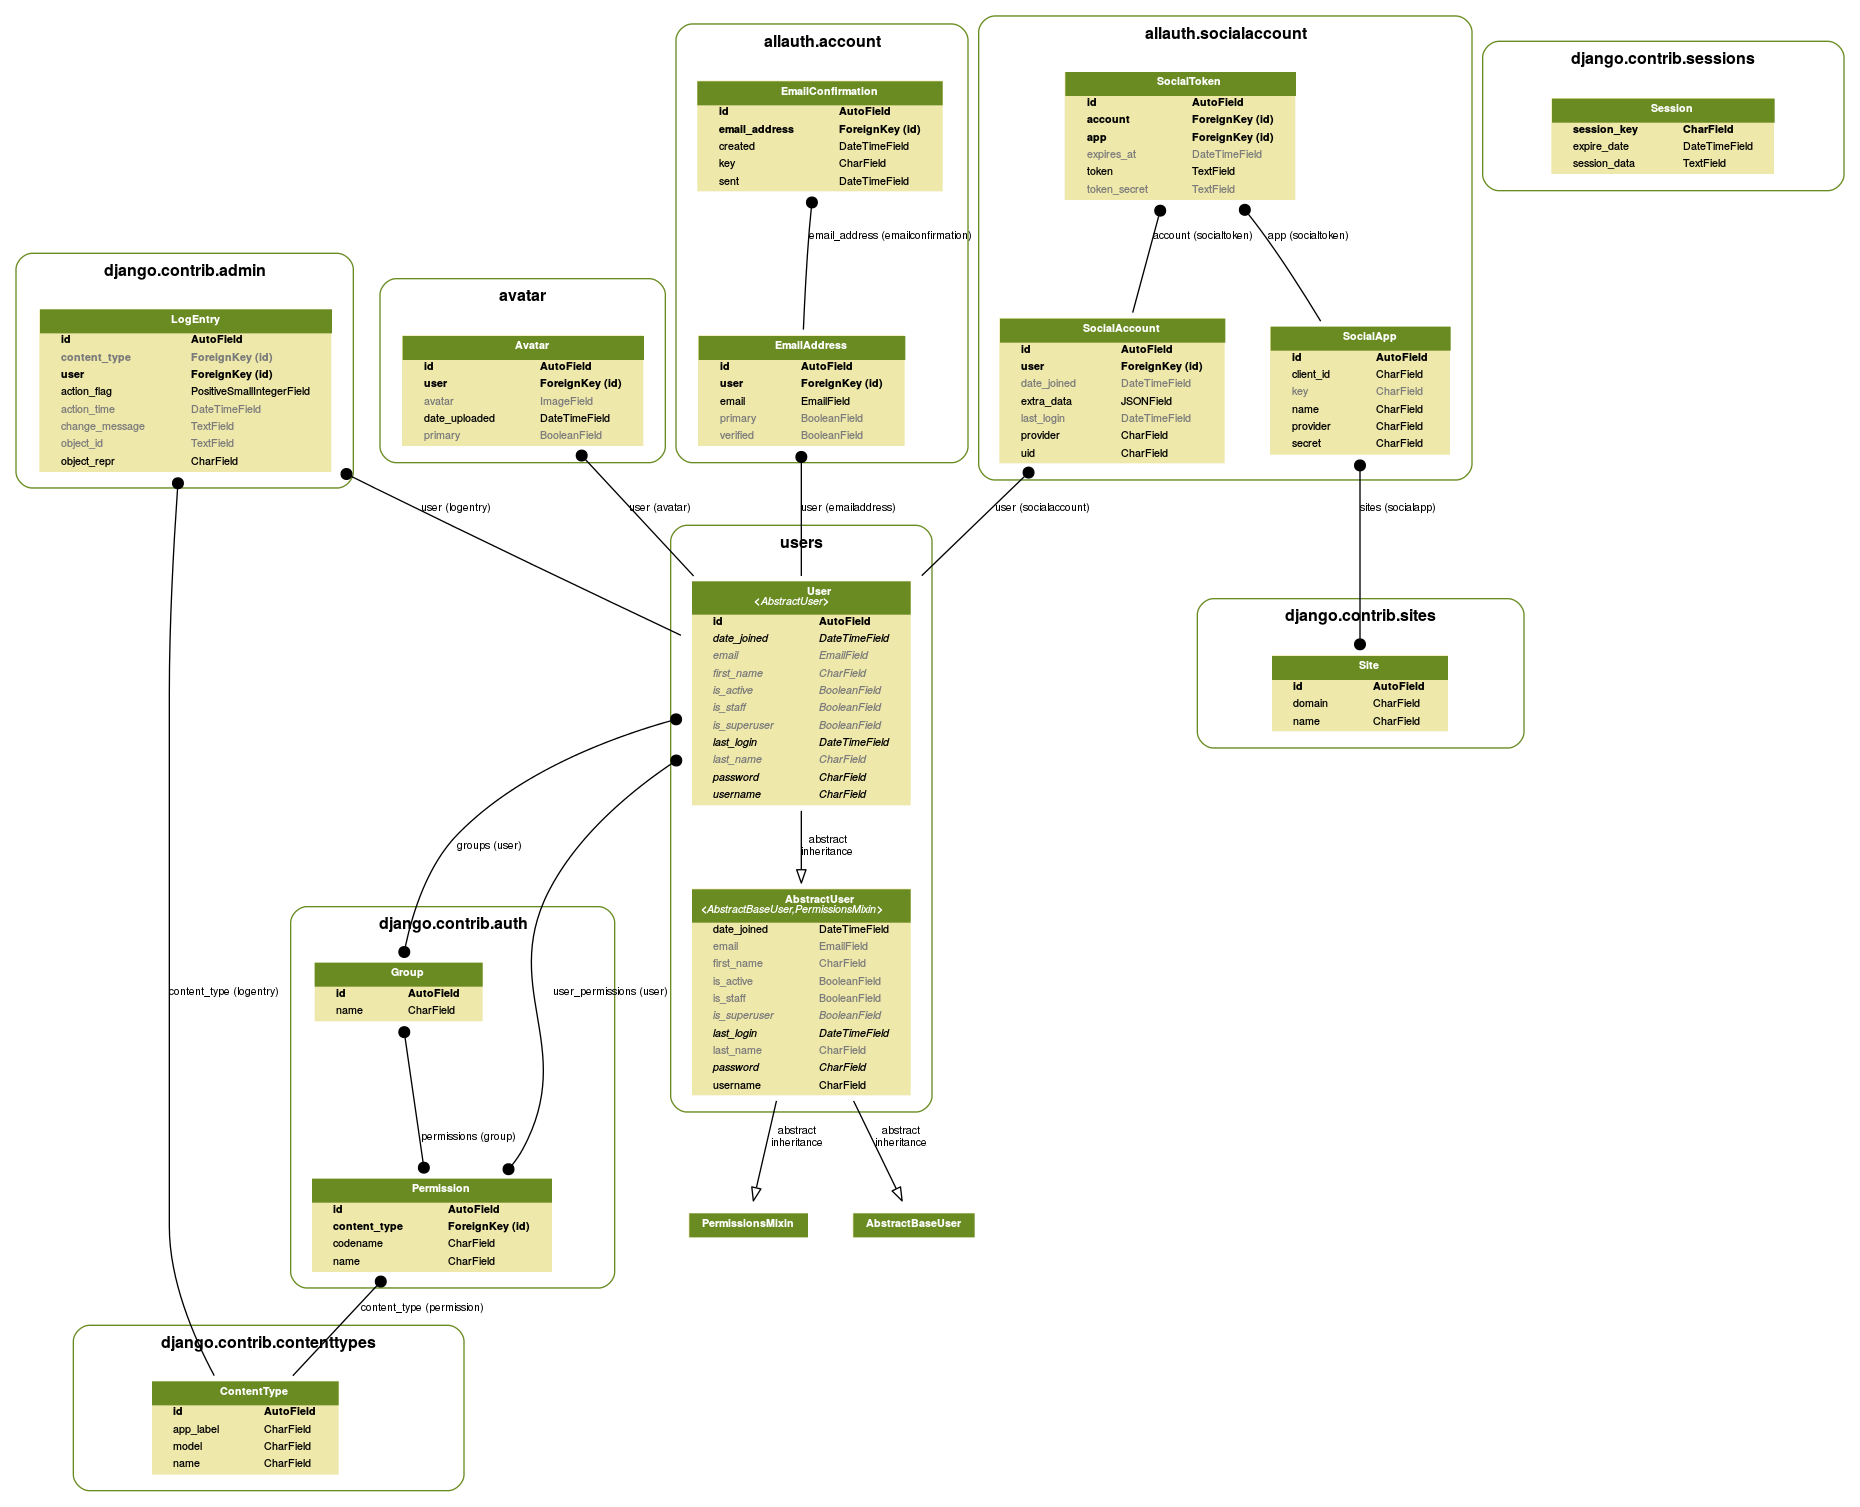 allauth.account
EmailConfirmation
id AutoField
email_address ForeignKey (id)
created DateTimeField
key CharField
sent DateTimeField
email_address (emailconfirmation)
EmailAddress
id AutoField
user ForeignKey (id)
email EmailField
primary BooleanField
verified BooleanField
user (emailaddress)
allauth.socialaccount
SocialToken
id AutoField
account ForeignKey (id)
app ForeignKey (id)
expires_at DateTimeField
token TextField
token_secret TextField
account (socialtoken)
app (socialtoken)
SocialAccount
id AutoField
user ForeignKey (id)
date_joined DateTimeField
extra_data JSONField
last_login DateTimeField
provider CharField
uid CharField
user (socialaccount)
SocialApp
id AutoField
client_id CharField
key CharField
name CharField
provider CharField
secret CharField
sites (socialapp)
django.contrib.sessions
Session
session_key CharField
expire_date DateTimeField
session_data TextField
django.contrib.admin
LogEntry
id AutoField
content_type ForeignKey (id)
user ForeignKey (id)
action_flag PositiveSmallIntegerField
action_time DateTimeField
change_message TextField
object_id TextField
object_repr CharField
user (logentry)
avatar
Avatar
id AutoField
user ForeignKey (id)
avatar ImageField
date_uploaded DateTimeField
primary BooleanField
user (avatar)
users
User
<AbstractUser>
id AutoField
date_joined DateTimeField
email EmailField
first_name CharField
is_active BooleanField
is_staff BooleanField
is_superuser BooleanField
last_login DateTimeField
last_name CharField
password CharField
username CharField
abstract
inheritance
AbstractUser
<AbstractBaseUser,PermissionsMixin>
date_joined DateTimeField
email EmailField
first_name CharField
is_active BooleanField
is_staff BooleanField
is_superuser BooleanField
last_login DateTimeField
last_name CharField
password CharField
username CharField
abstract
inheritance
abstract
inheritance
PermissionsMixin
AbstractBaseUser
django.contrib.sites
Site
id AutoField
domain CharField
name CharField
groups (user)
django.contrib.auth
Group
id AutoField
name CharField
content_type (logentry)
user_permissions (user)
permissions (group)
Permission
id AutoField
content_type ForeignKey (id)
codename CharField
name CharField
content_type (permission)
django.contrib.contenttypes
ContentType
id AutoField
app_label CharField
model CharField
name CharField